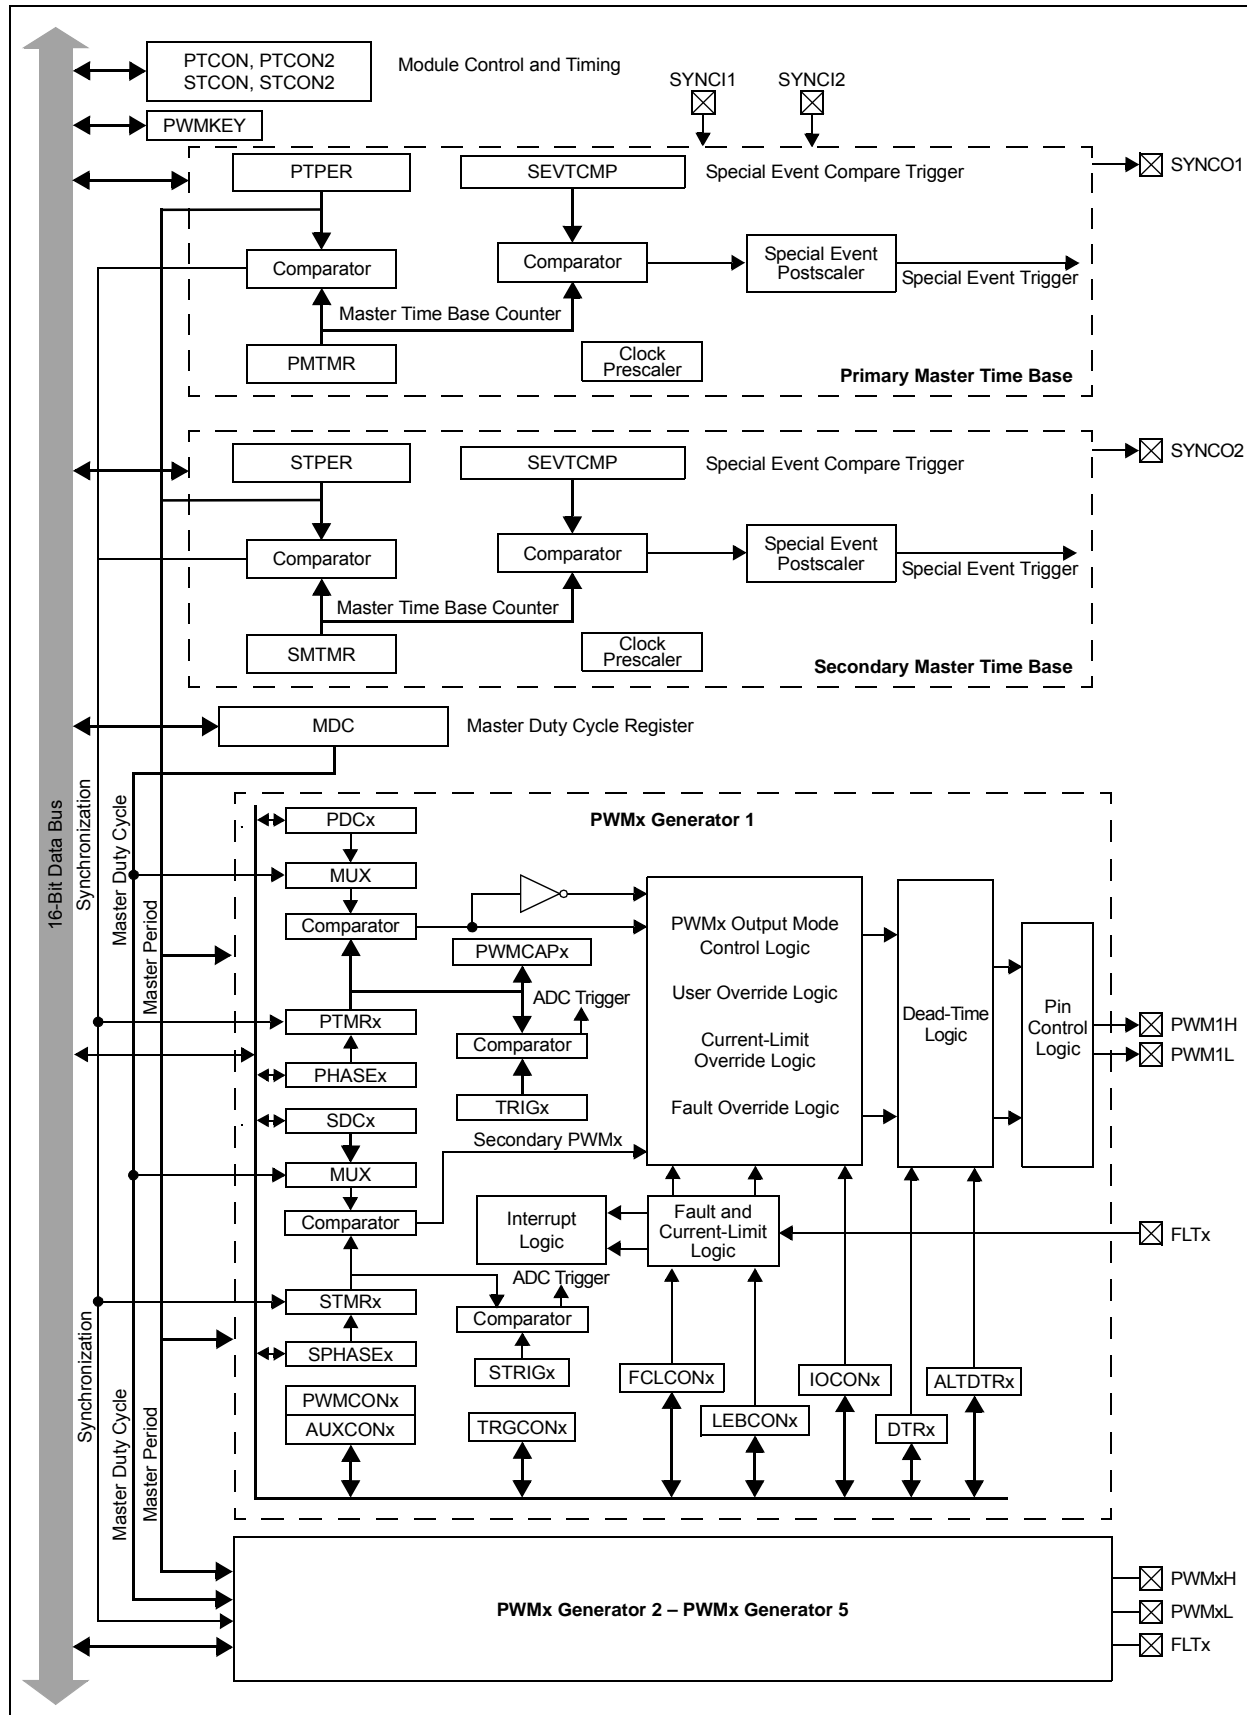 PTCON, PTCON2
STCON, STCON2
Module Control and Timing
SYNCI1
SYNCI2
PWMKEY
PTPER
SEVTCMP
Special Event Compare Trigger
SYNCO1
Comparator
Comparator
Special Event
Postscaler
Special Event Trigger
Master Time Base Counter
PMTMR
Clock
Prescaler
Primary Master Time Base
STPER
SEVTCMP
Special Event Compare Trigger
SYNCO2
Comparator
Comparator
Special Event
Postscaler
Special Event Trigger
Master Time Base Counter
SMTMR
Clock
Prescaler
Secondary Master Time Base
MDC
Master Duty Cycle Register
16-Bit Data Bus
Synchronization
Master Duty Cycle
Master Period
PWMx Generator 1
PDCx
MUX
Comparator
PWMCAPx
ADC Trigger
PTMRx
Comparator
PHASEx
TRIGx
PWMx Output Mode
Control Logic
User Override Logic
Current-Limit
Override Logic
Fault Override Logic
Dead-Time
Logic
Pin
Control
Logic
PWM1H
PWM1L
SDCx
Secondary PWMx
MUX
Comparator
Interrupt
Logic
Fault and
Current-Limit
Logic
FLTx
ADC Trigger
STMRx
Comparator
SPHASEx
STRIGx
FCLCONx
IOCONx
ALTDTRx
PWMCONx
AUXCONx
TRGCONx
LEBCONx
DTRx
Synchronization
Master Duty Cycle
Master Period
PWMx Generator 2 – PWMx Generator 5
PWMxH
PWMxL
FLTx